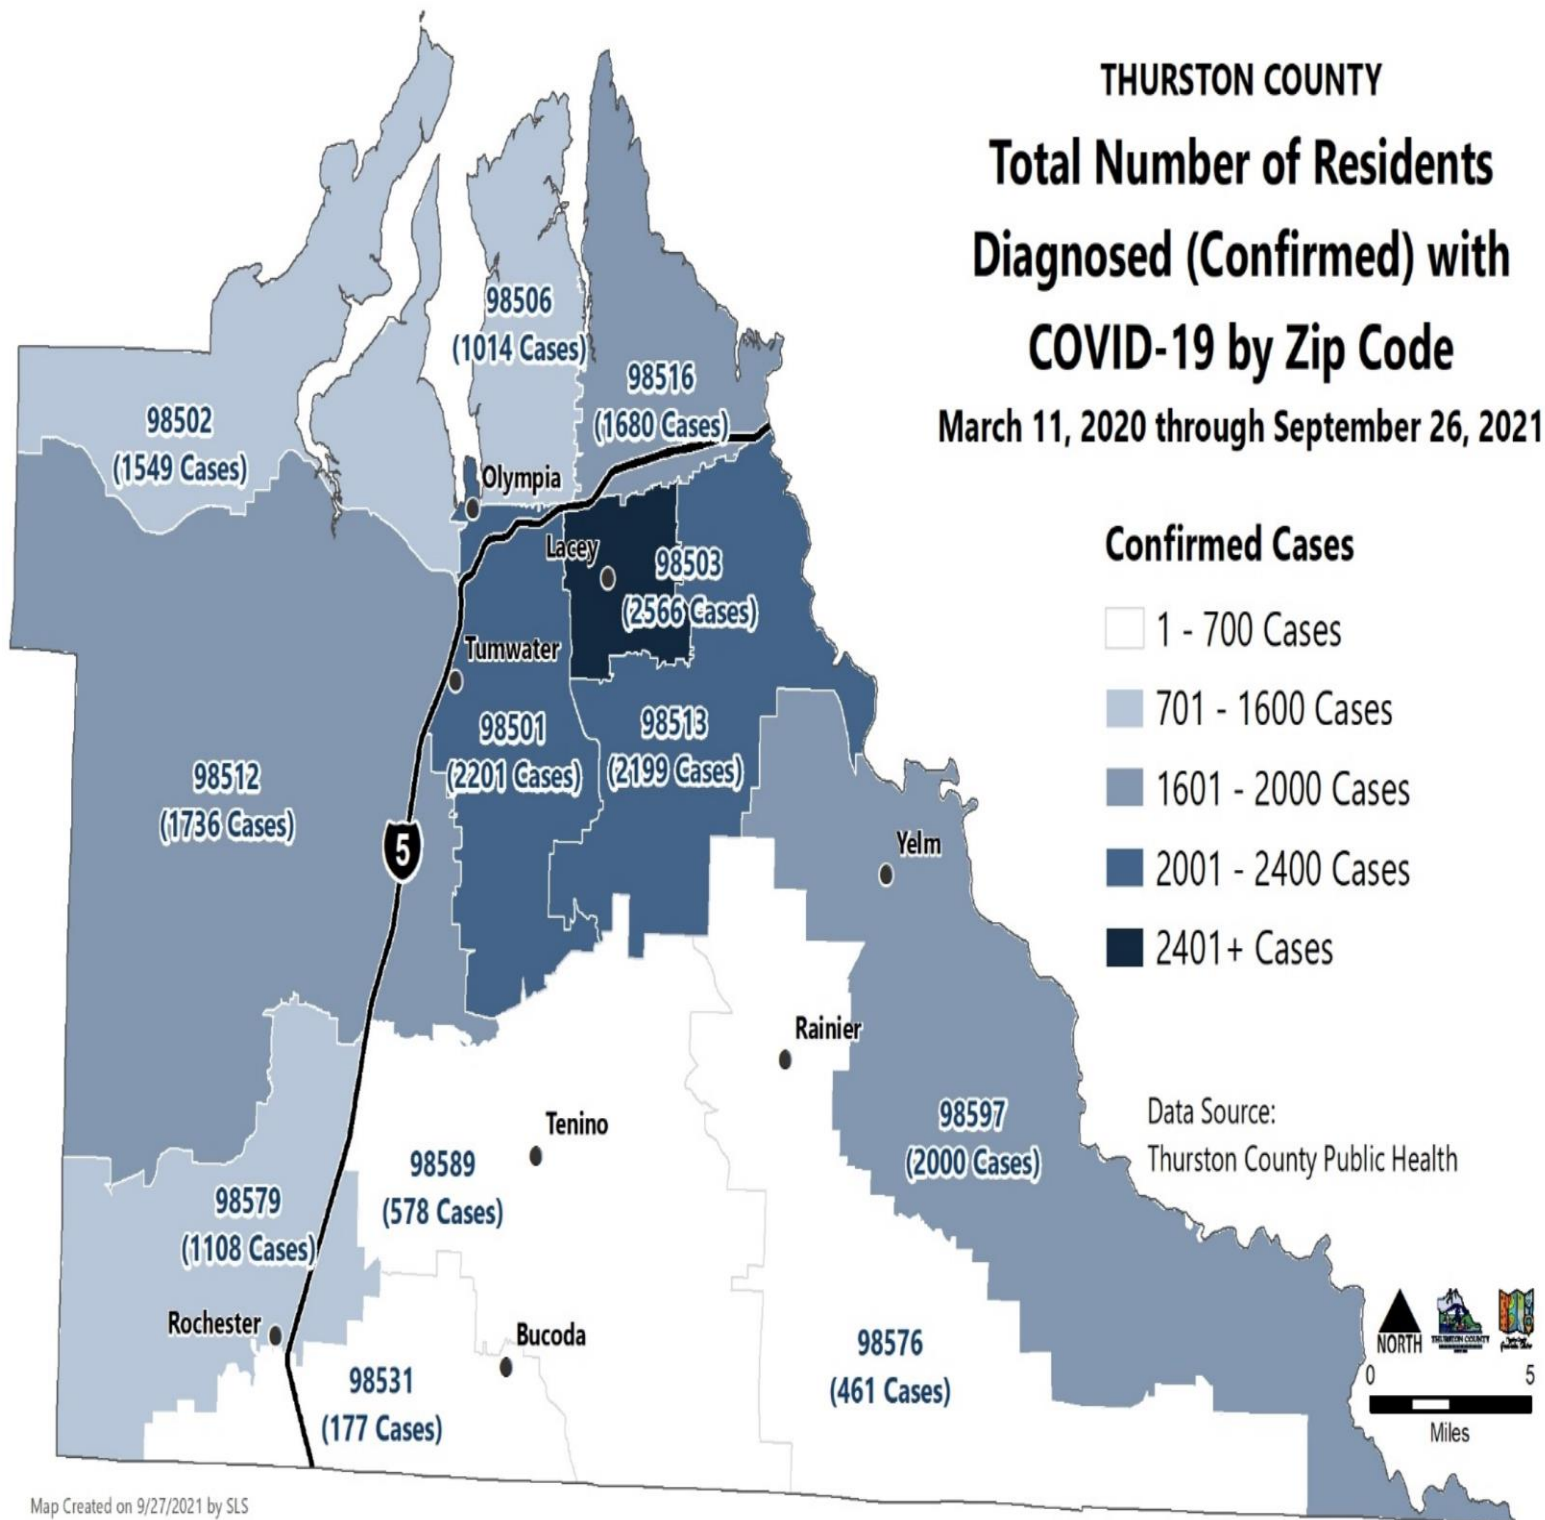 THURSTON COUNTY
Total Number of Residents
Diagnosed (Confirmed) with
COVID-19 by Zip Code
March 11, 2020 through September 26, 2021
98506
(1014 Cases)
98516
(1680 Cases)
98502
(1549 Cases)
Olympia
Lacey
98503
(2566 Cases)
Tumwater
98501
(2201 Cases)
98513
(2199 Cases)
98512
(1736 Cases)
5
Yelm
Rainier
Tenino
98589
(578 Cases)
98597
(2000 Cases)
98579
(1108 Cases)
Rochester
Bucoda
98531
(177 Cases)
98576
(461 Cases)
Confirmed Cases
1 - 700 Cases
701 - 1600 Cases
1601 - 2000 Cases
2001 - 2400 Cases
2401+ Cases
Data Source:
Thurston County Public Health
NORTH
THURSTON COUNTY
0 5
Miles
Map Created on 9/27/2021 by SLS